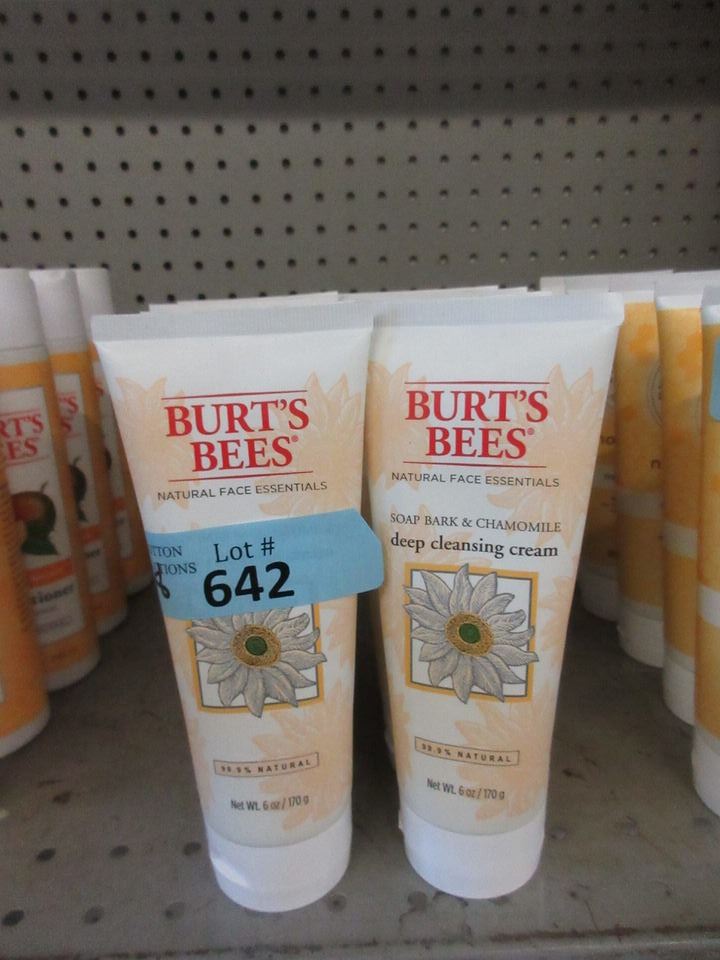 BURT'S
BEES®
NATURAL FACE ESSENTIALS
Lot #
642
99.9% NATURAL
Net Wt. 6 oz / 170 g
BURT'S
BEES®
NATURAL FACE ESSENTIALS
SOAP BARK & CHAMOMILE
deep cleansing cream
99.9% NATURAL
Net Wt. 6 oz / 170 g